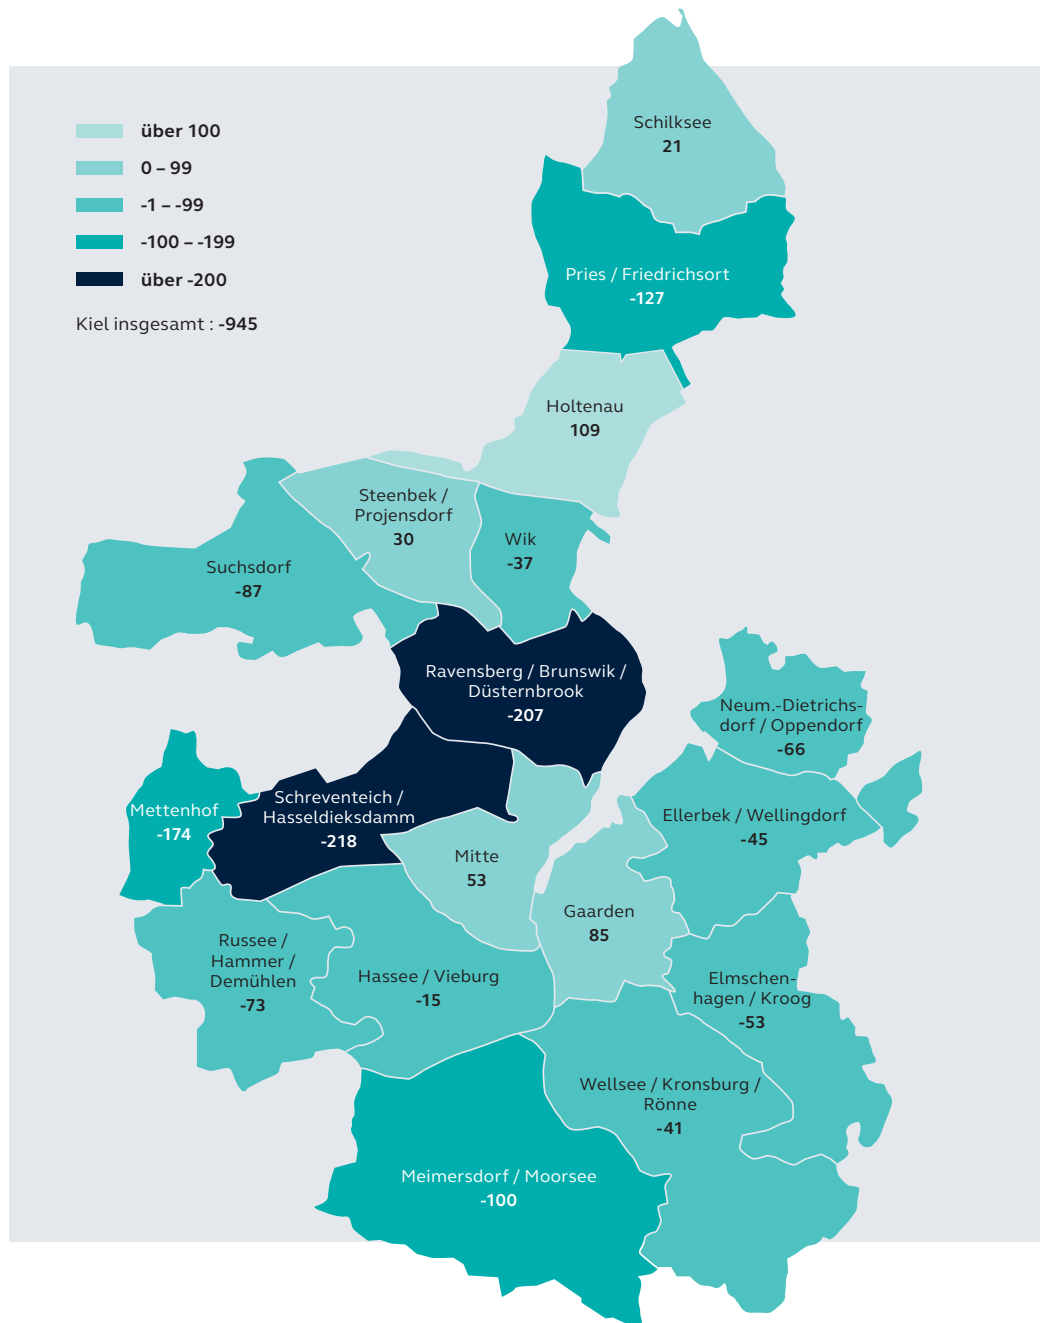 über 100
0 – 99
-1 – -99
-100 – -199
über -200
Kiel insgesamt : -945
Schilksee
21
Pries / Friedrichsort
-127
Holtenau
109
Steenbek /
Projensdorf
30
Wik
-37
Suchsdorf
-87
Ravensberg / Brunswik /
Düsternbrook
-207
Neum.-Dietrichs-
dorf / Oppendorf
-66
Mettenhof
-174
Schreventeich /
Hasseldieksdamm
-218
Ellerbek / Wellingdorf
-45
Mitte
53
Gaarden
85
Russee /
Hammer /
Demühlen
-73
Hassee / Vieburg
-15
Elmschen-
hagen / Kroog
-53
Wellsee / Kronsburg /
Rönne
-41
Meimersdorf / Moorsee
-100